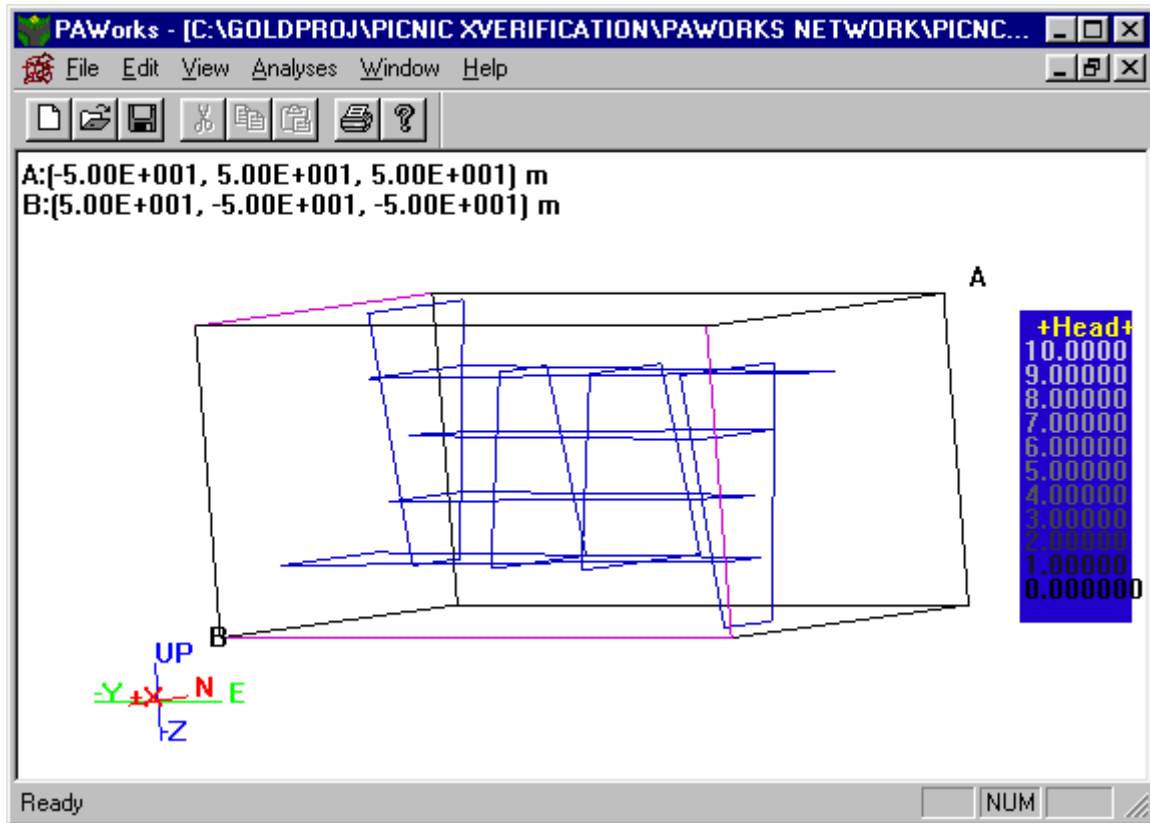 PAWorks - [C:\GOLDPROJ\PICNIC XVERIFICATION\PAWORKS NETWORK\PICNC...
File Edit View Analyses Window Help
A:(-5.00E+001, 5.00E+001, 5.00E+001) m
B:(5.00E+001, -5.00E+001, -5.00E+001) m
A
+Head+
10.0000
9.00000
8.00000
7.00000
6.00000
5.00000
4.00000
3.00000
2.00000
1.00000
0.000000
B
UP
-Y +X N E
-Z
Ready NUM